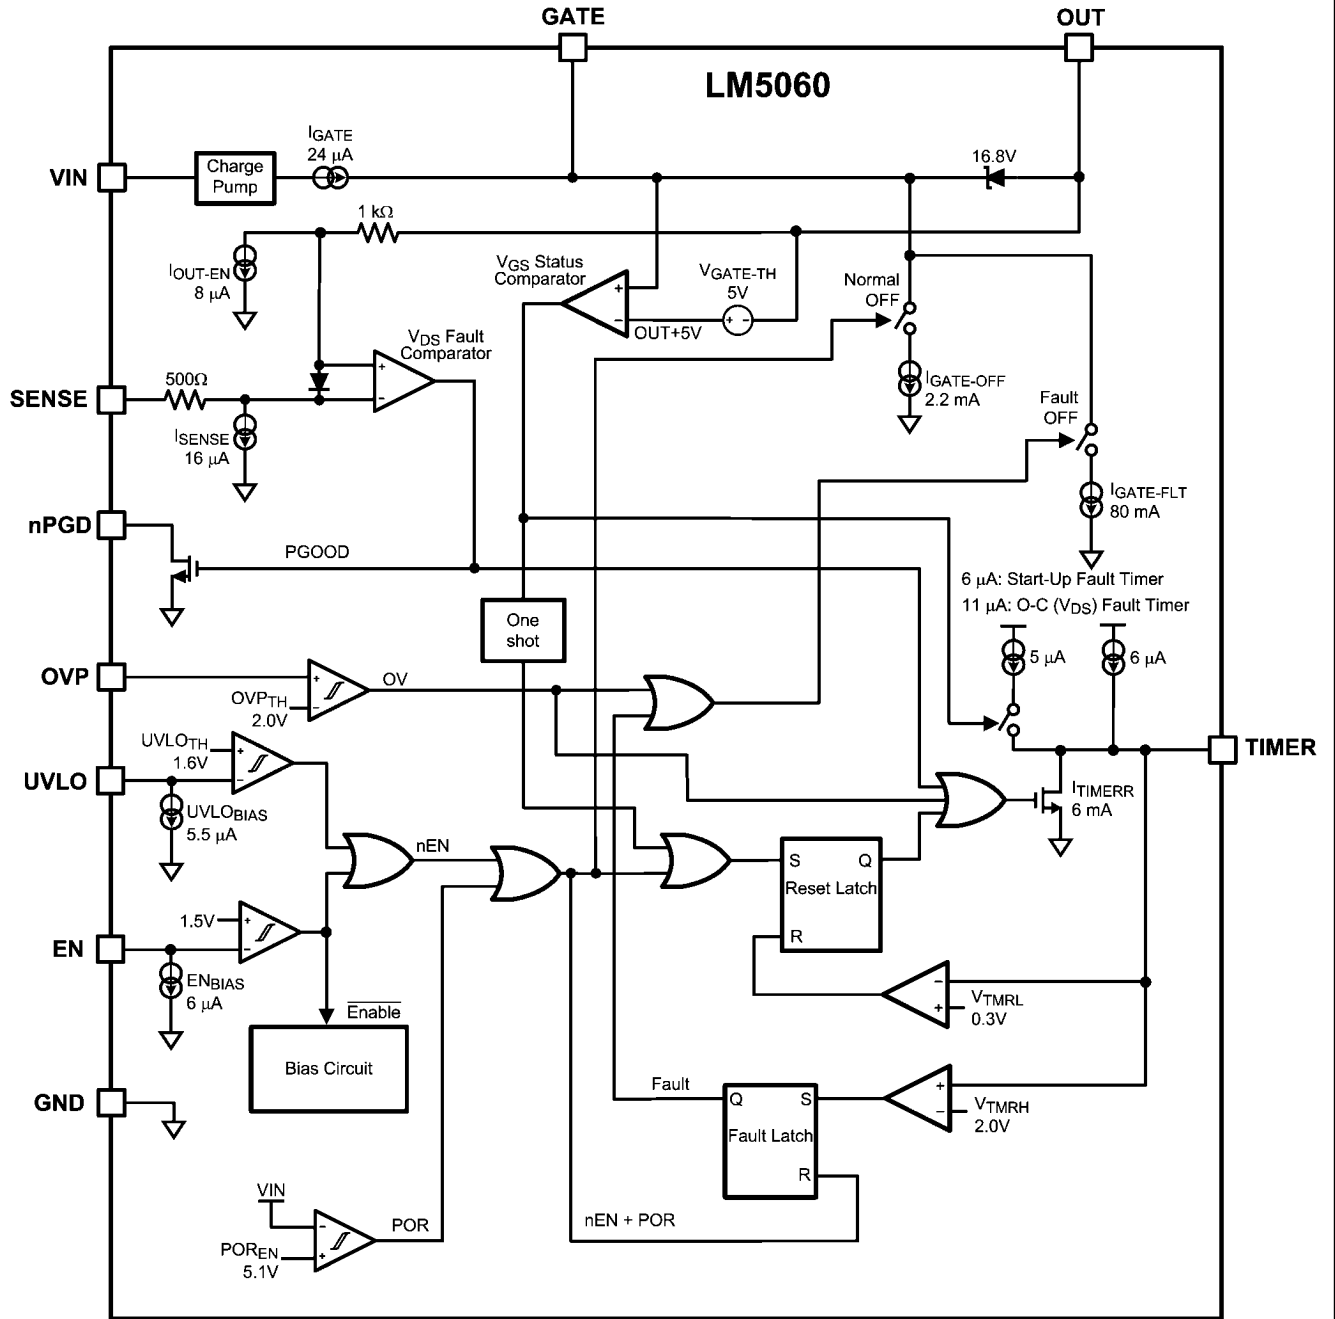 GATE
OUT
LM5060
VIN
Charge
Pump
IGATE
24 µA
16.8V
1 kΩ
IOUT-EN
8 µA
VGS Status
Comparator
+
−
VGATE-TH
5V
+ −
OUT+5V
Normal
OFF
IGATE-OFF
2.2 mA
VDS Fault
Comparator
+
−
SENSE
500Ω
ISENSE
16 µA
Fault
OFF
IGATE-FLT
80 mA
nPGD
PGOOD
6 µA: Start-Up Fault Timer
11 µA: O-C (VDS) Fault Timer
5 µA
6 µA
One
shot
OVP
+
−
OVPTH
2.0V
OV
UVLOTH
1.6V
+
−
UVLO
UVLOBIAS
5.5 µA
TIMER
ITIMERR
6 mA
nEN
S
Q
Reset Latch
R
1.5V
+
−
EN
ENBIAS
6 µA
Enable
Bias Circuit
−
+
VTMRL
0.3V
GND
Fault
Q
S
Fault Latch
R
+
−
VTMRH
2.0V
VIN
−
+
POREN
5.1V
POR
nEN + POR